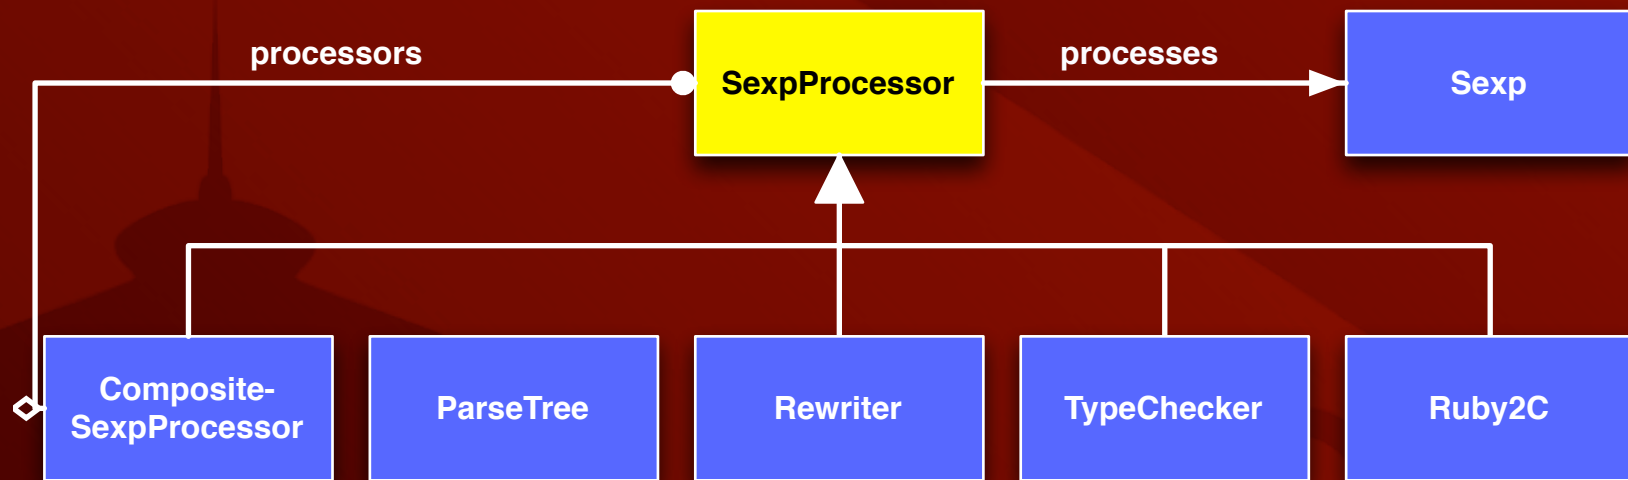 processors
SexpProcessor
processes
Sexp
Composite-
SexpProcessor
ParseTree
Rewriter
TypeChecker
Ruby2C